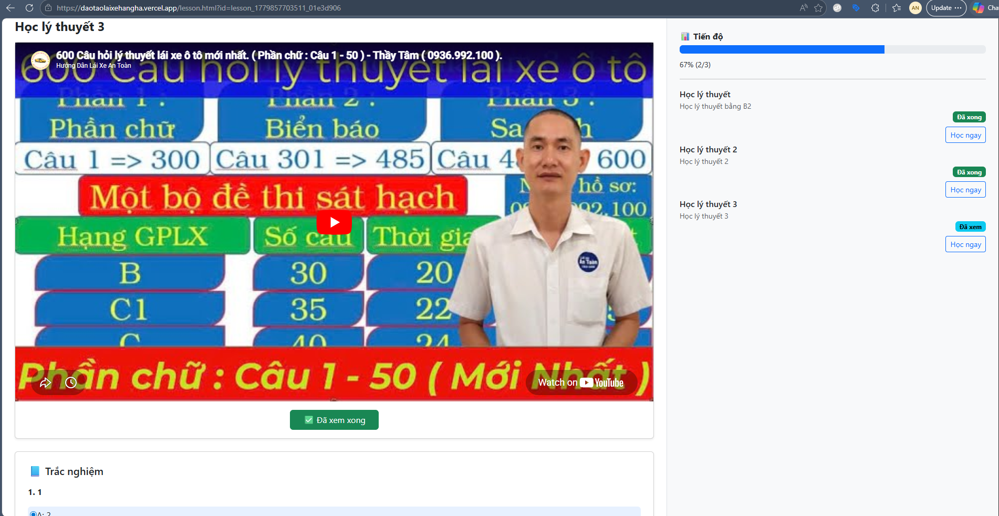 https://daotaolaixehangha.vercel.app/lesson.html?id=lesson_1779857703511_01e3d906
AN
Update
Cha
Học lý thuyết 3
600 Câu hỏi lý thuyết lái xe ô tô mới nhất. ( Phần chữ : Câu 1 - 50 ) - Thầy Tâm ( 0936.992.100 ).
Hướng Dẫn Lái Xe An Toàn
600 Câu hỏi lý thuyết lái xe ô tô
Phần 1 :
Phần chữ
Phần 2 :
Biển báo
Phần 3 :
Sa h
Câu 1 => 300
Câu 301 => 485
Câu 4 600
Một bộ đề thi sát hạch
N hồ sơ:
09 92.100
Hạng GPLX
Số câu
Thời gia
B
30
20
C1
35
22
C
40
24
An Toàn
Phần chữ : Câu 1 - 50 ( Mới Nhất )
Watch on YouTube
✅ Đã xem xong
Trắc nghiệm
1. 1
A: 2
Tiến độ
67% (2/3)
Học lý thuyết
Học lý thuyết bằng B2
Đã xong
Học ngay
Học lý thuyết 2
Học lý thuyết 2
Đã xong
Học ngay
Học lý thuyết 3
Học lý thuyết 3
Đã xem
Học ngay